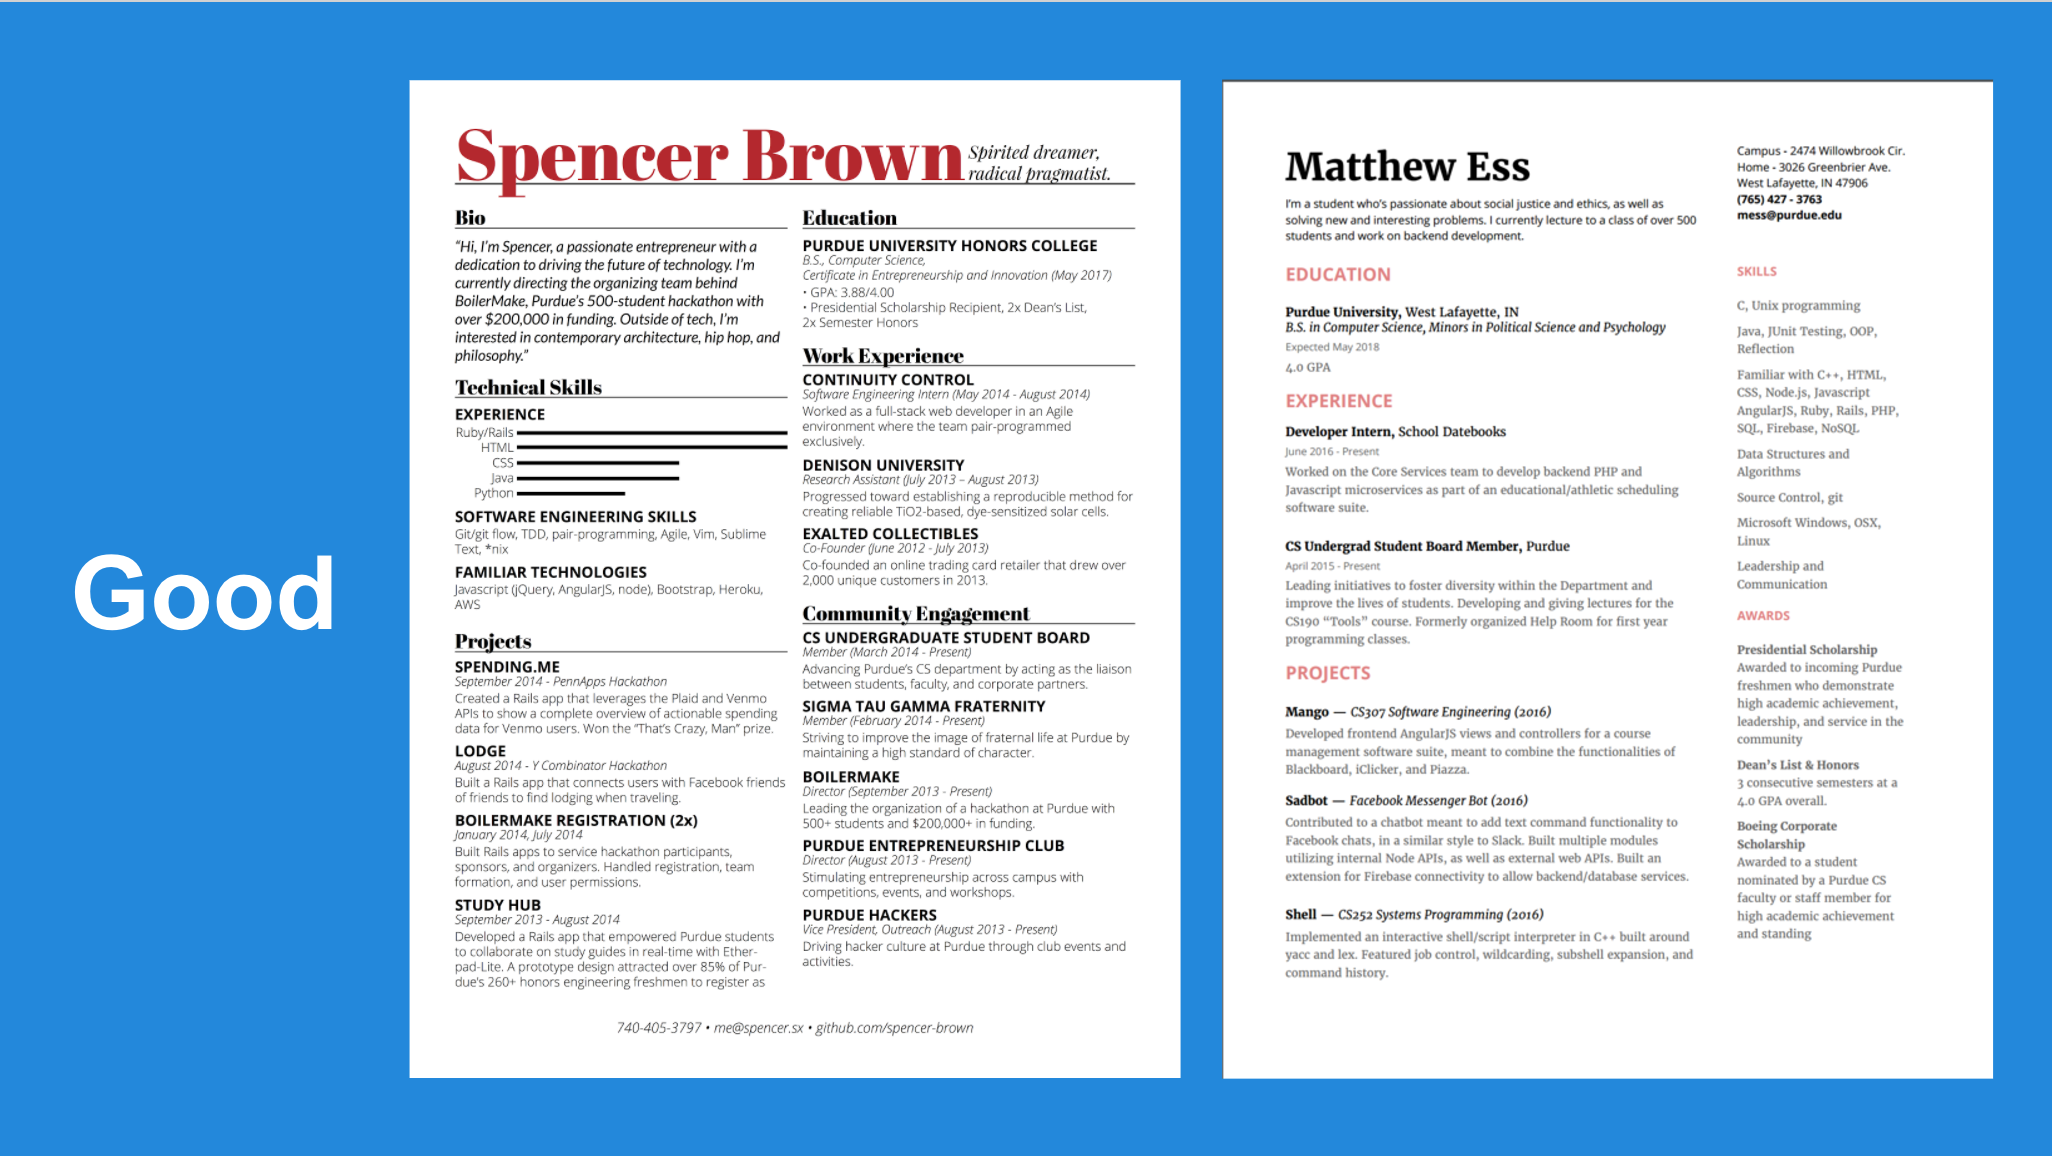 Good
Spencer Brown
Spirited dreamer,
radical pragmatist.
Bio
“Hi, I’m Spencer, a passionate entrepreneur with a
dedication to driving the future of technology. I’m
currently directing the organizing team behind
BoilerMake, Purdue’s 500-student hackathon with
over $200,000 in funding. Outside of tech, I’m
interested in contemporary architecture, hip hop, and
philosophy.”
Technical Skills
EXPERIENCE
Ruby/Rails
HTML
CSS
Java
Python
SOFTWARE ENGINEERING SKILLS
Git/git flow, TDD, pair-programming, Agile, Vim, Sublime
Text, *nix
FAMILIAR TECHNOLOGIES
Javascript (jQuery, AngularJS, node), Bootstrap, Heroku,
AWS
Projects
SPENDING.ME
September 2014 - PennApps Hackathon
Created a Rails app that leverages the Plaid and Venmo
APIs to show a complete overview of actionable spending
data for Venmo users. Won the “That’s Crazy, Man” prize.
LODGE
August 2014 - Y Combinator Hackathon
Built a Rails app that connects users with Facebook friends
of friends to find lodging when traveling.
BOILERMAKE REGISTRATION (2x)
January 2014, July 2014
Built Rails apps to service hackathon participants,
sponsors, and organizers. Handled registration, team
formation, and user permissions.
STUDY HUB
September 2013 - August 2014
Developed a Rails app that empowered Purdue students
to collaborate on study guides in real-time with Ether-
pad-Lite. A prototype design attracted over 85% of Pur-
due’s 260+ honors engineering freshmen to register as
Education
PURDUE UNIVERSITY HONORS COLLEGE
B.S., Computer Science,
Certificate in Entrepreneurship and Innovation (May 2017)
• GPA: 3.88/4.00
• Presidential Scholarship Recipient, 2x Dean’s List,
2x Semester Honors
Work Experience
CONTINUITY CONTROL
Software Engineering Intern (May 2014 - August 2014)
Worked as a full-stack web developer in an Agile
environment where the team pair-programmed
exclusively.
DENISON UNIVERSITY
Research Assistant (July 2013 – August 2013)
Progressed toward establishing a reproducible method for
creating reliable TiO2-based, dye-sensitized solar cells.
EXALTED COLLECTIBLES
Co-Founder (June 2012 - July 2013)
Co-founded an online trading card retailer that drew over
2,000 unique customers in 2013.
Community Engagement
CS UNDERGRADUATE STUDENT BOARD
Member (March 2014 - Present)
Advancing Purdue’s CS department by acting as the liaison
between students, faculty, and corporate partners.
SIGMA TAU GAMMA FRATERNITY
Member (February 2014 - Present)
Striving to improve the image of fraternal life at Purdue by
maintaining a high standard of character.
BOILERMAKE
Director (September 2013 - Present)
Leading the organization of a hackathon at Purdue with
500+ students and $200,000+ in funding.
PURDUE ENTREPRENEURSHIP CLUB
Director (August 2013 - Present)
Stimulating entrepreneurship across campus with
competitions, events, and workshops.
PURDUE HACKERS
Vice President, Outreach (August 2013 - Present)
Driving hacker culture at Purdue through club events and
activities.
740-405-3797 • me@spencer.sx • github.com/spencer-brown
Matthew Ess
I’m a student who’s passionate about social justice and ethics, as well as
solving new and interesting problems. I currently lecture to a class of over 500
students and work on backend development.
EDUCATION
Purdue University, West Lafayette, IN
B.S. in Computer Science, Minors in Political Science and Psychology
Expected May 2018
4.0 GPA
EXPERIENCE
Developer Intern, School Datebooks
June 2016 - Present
Worked on the Core Services team to develop backend PHP and
Javascript microservices as part of an educational/athletic scheduling
software suite.
CS Undergrad Student Board Member, Purdue
April 2015 - Present
Leading initiatives to foster diversity within the Department and
improve the lives of students. Developing and giving lectures for the
CS190 “Tools” course. Formerly organized Help Room for first year
programming classes.
PROJECTS
Mango — CS307 Software Engineering (2016)
Developed frontend AngularJS views and controllers for a course
management software suite, meant to combine the functionalities of
Blackboard, iClicker, and Piazza.
Sadbot — Facebook Messenger Bot (2016)
Contributed to a chatbot meant to add text command functionality to
Facebook chats, in a similar style to Slack. Built multiple modules
utilizing internal Node APIs, as well as external web APIs. Built an
extension for Firebase connectivity to allow backend/database services.
Shell — CS252 Systems Programming (2016)
Implemented an interactive shell/script interpreter in C++ built around
yacc and lex. Featured job control, wildcarding, subshell expansion, and
command history.
Campus - 2474 Willowbrook Cir.
Home - 3026 Greenbrier Ave.
West Lafayette, IN 47906
(765) 427 - 3763
mess@purdue.edu
SKILLS
C, Unix programming
Java, JUnit Testing, OOP,
Reflection
Familiar with C++, HTML,
CSS, Node.js, Javascript
AngularJS, Ruby, Rails, PHP,
SQL, Firebase, NoSQL
Data Structures and
Algorithms
Source Control, git
Microsoft Windows, OSX,
Linux
Leadership and
Communication
AWARDS
Presidential Scholarship
Awarded to incoming Purdue
freshmen who demonstrate
high academic achievement,
leadership, and service in the
community
Dean’s List & Honors
3 consecutive semesters at a
4.0 GPA overall.
Boeing Corporate
Scholarship
Awarded to a student
nominated by a Purdue CS
faculty or staff member for
high academic achievement
and standing